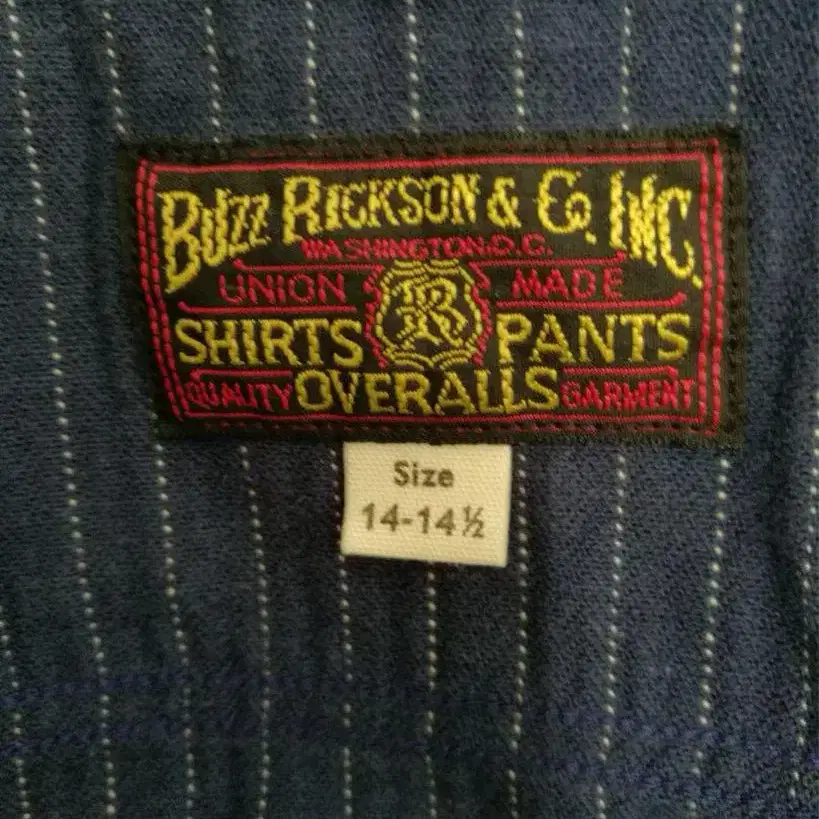 BUZZ RICKSON & CO. INC.
WASHINGTON.D.C.
UNION R MADE
SHIRTS PANTS
QUALITY OVERALLS GARMENT
Size
14-14½